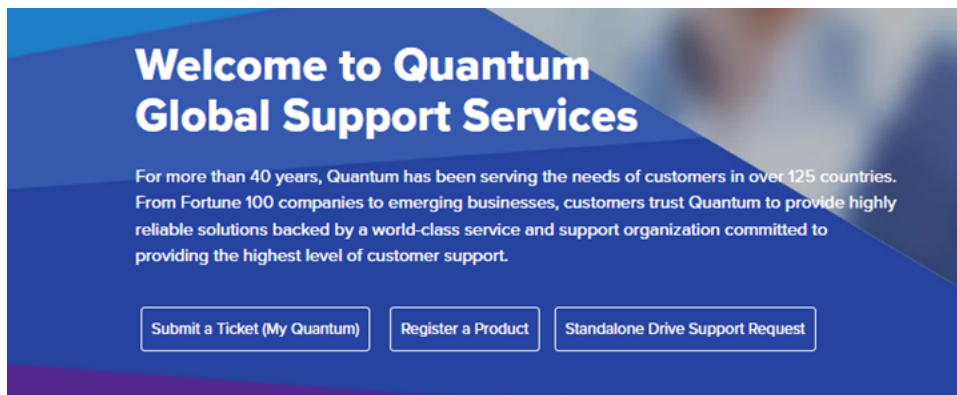 Welcome to Quantum
Global Support Services
For more than 40 years, Quantum has been serving the needs of customers in over 125 countries.
From Fortune 100 companies to emerging businesses, customers trust Quantum to provide highly
reliable solutions backed by a world-class service and support organization committed to
providing the highest level of customer support.
Submit a Ticket (My Quantum) Register a Product Standalone Drive Support Request